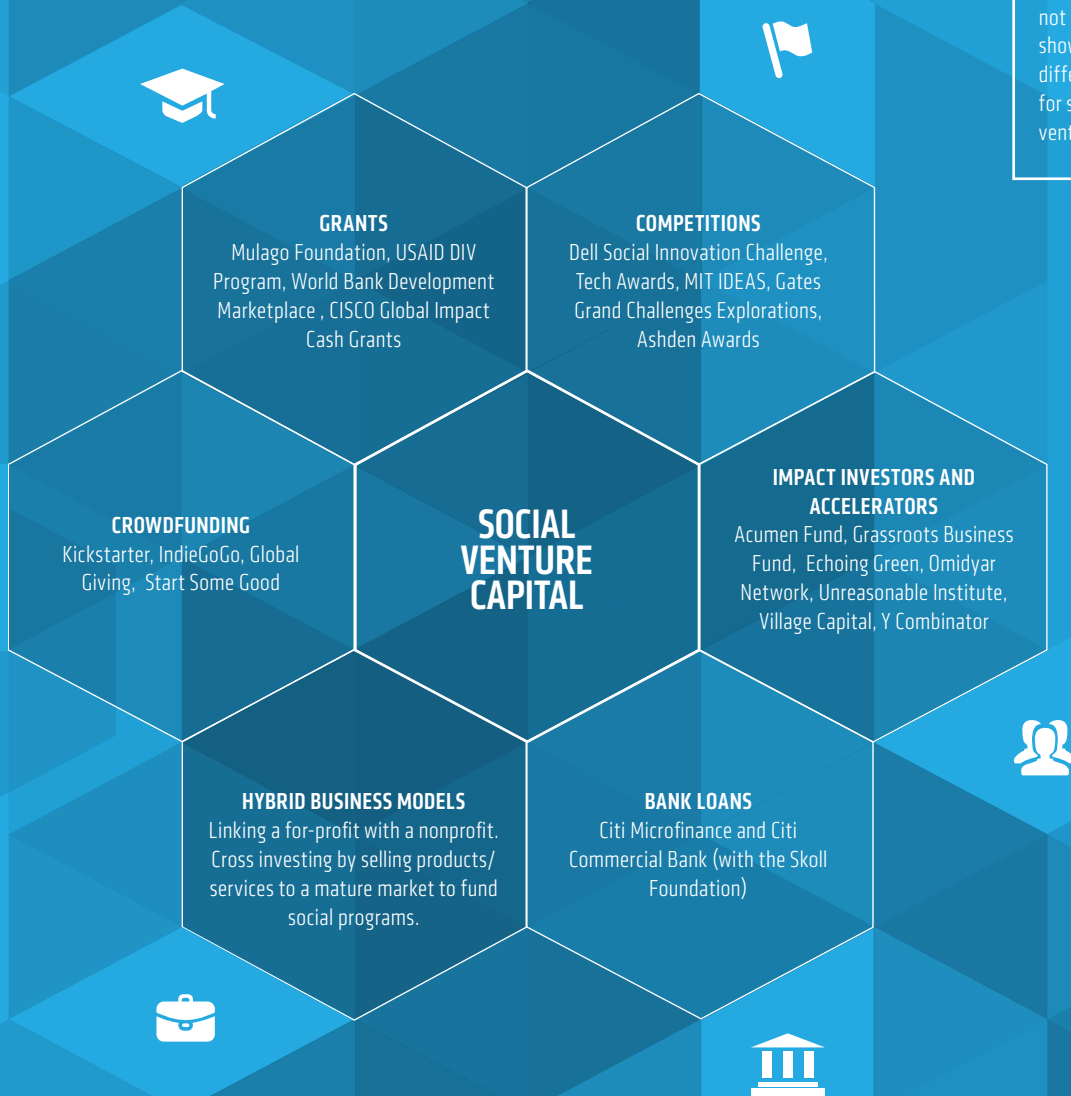 not
for s
GRANTS
Mulago Foundation, USAID DIV
Program, World Bank Development
Marketplace , CISCO Global Impact
Cash Grants
COMPETITIONS
Dell Social Innovation Challenge,
Tech Awards, MIT IDEAS, Gates
Grand Challenges Explorations,
Ashden Awards
CROWDFUNDING
Kickstarter, IndieGoGo, Global
Giving, Start Some Good
SOCIAL
VENTURE
CAPITAL
IMPACT INVESTORS AND
ACCELERATORS
Acumen Fund, Grassroots Business
Fund, Echoing Green, Omidyar
Network, Unreasonable Institute,
Village Capital, Y Combinator
HYBRID BUSINESS MODELS
Linking a for-profit with a nonprofit.
Cross investing by selling products/
services to a mature market to fund
social programs.
BANK LOANS
Citi Microfinance and Citi
Commercial Bank (with the Skoll
Foundation)